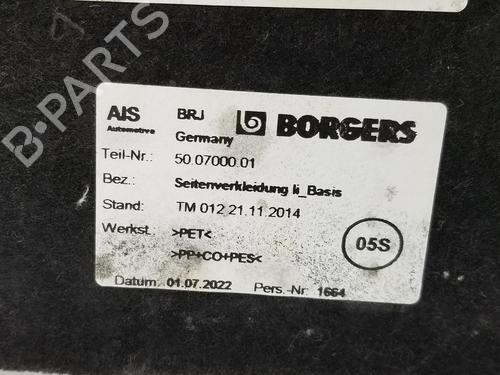 AIS BRJ BORGERS
Automotive Germany
Teil-Nr.: 50.07000.01
Bez.: Seitenverkleidung li_Basis
Stand: TM 012 21.11.2014
Werkst.: >PET<
>PP+CO+PES<
05S
Datum: 01.07.2022 Pers.-Nr. 1664
B-PARTS